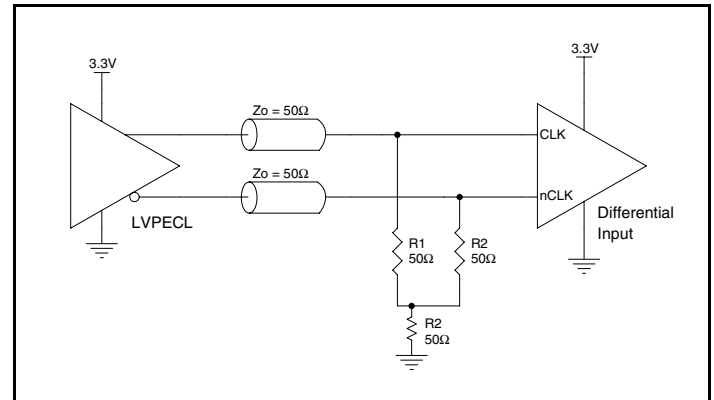 3.3V
3.3V
Zo = 50Ω
CLK
Zo = 50Ω
nCLK
LVPECL
Differential
Input
R1
50Ω
R2
50Ω
R2
50Ω